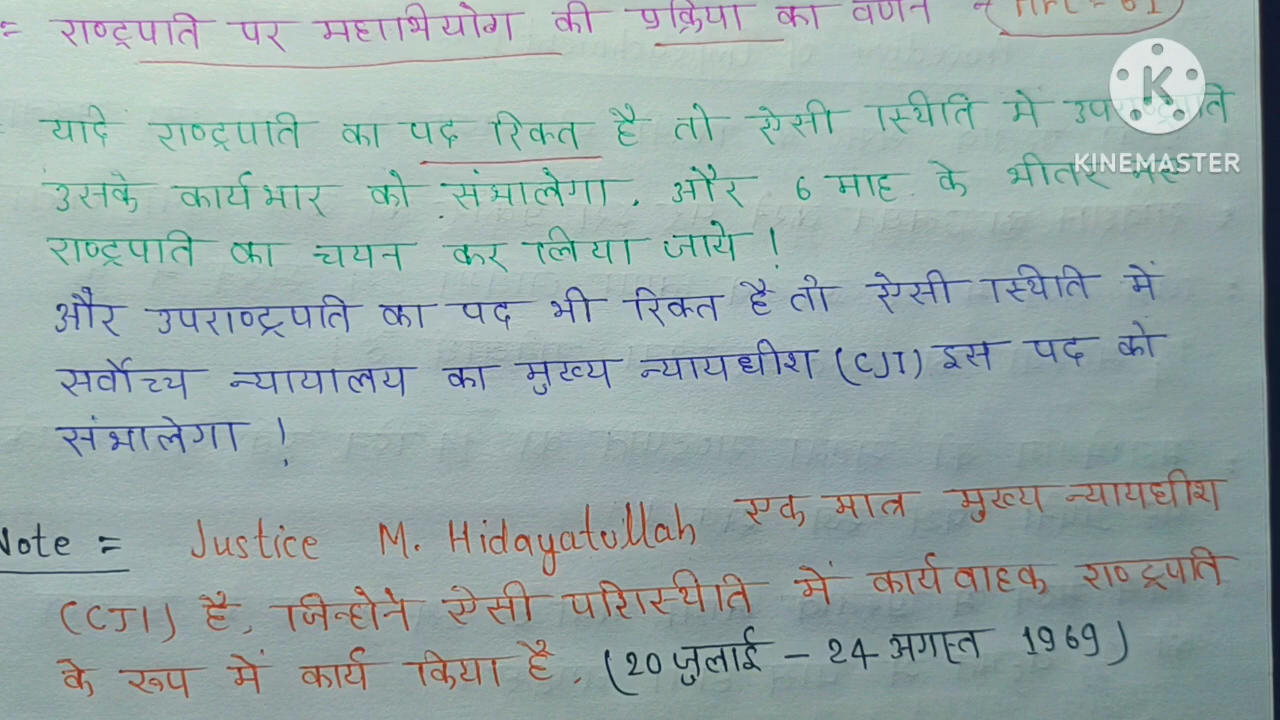 = राष्ट्रपति पर महाभियोग की प्रक्रिया का वर्णन - (Art - 61)
यदि राष्ट्रपति का पद रिक्त है तो ऐसी स्थिति मे उपराष्ट्रपति
उसके कार्यभार को संभालेगा, और 6 माह के भीतर
राष्ट्रपति का चयन कर लिया जाये !
और उपराष्ट्रपति का पद भी रिक्त है तो ऐसी स्थिति में
सर्वोच्च न्यायालय का मुख्य न्यायधीश (CJI) इस पद को
संभालेगा !
Note = Justice M. Hidayatullah एक मात्र मुख्य न्यायधीश
(CJI) है, जिन्होने ऐसी परिस्थीति में कार्यवाहक राष्ट्रपति
के रूप में कार्य किया है. (20 जुलाई - 24 अगस्त 1969)
K
KINEMASTER